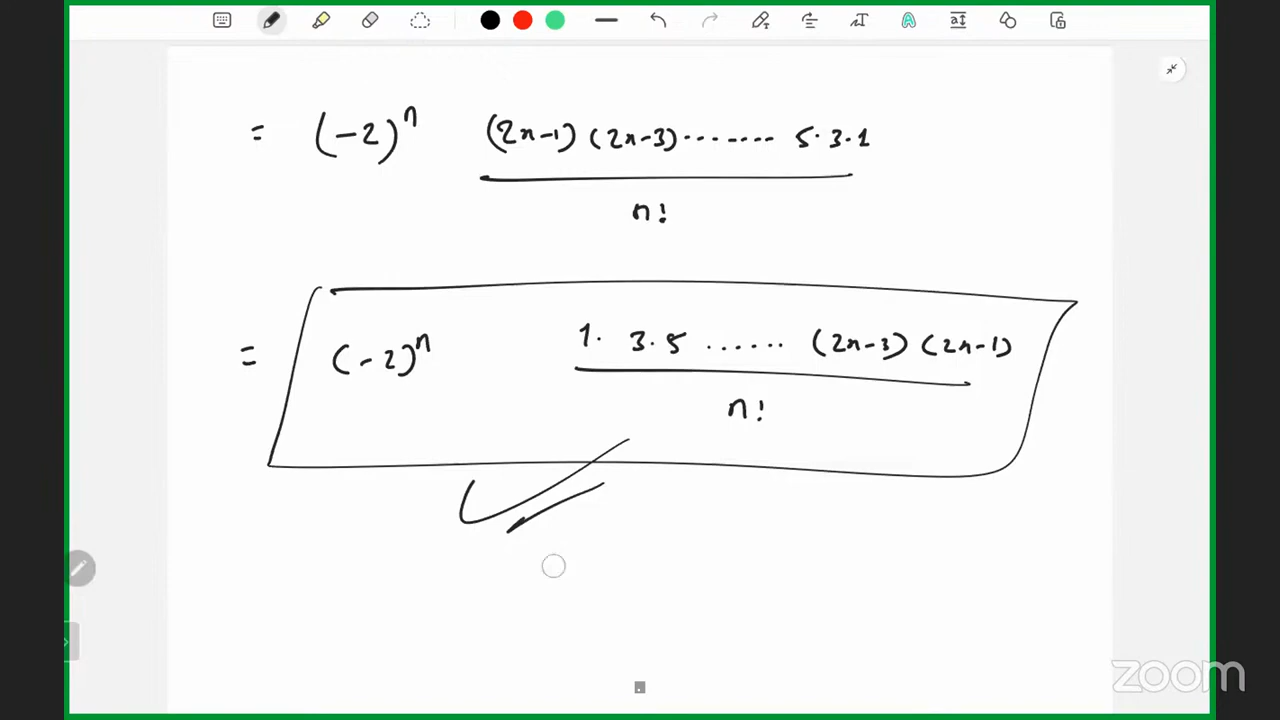 = (-2)^n (2n-1)(2n-3)........ 5·3·1
n!
= (-2)^n 1. 3.5 ...... (2n-3)(2n-1)
n!
zoom